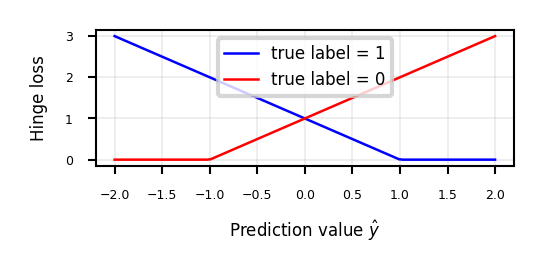 3
2
1
0
Hinge loss
true label = 1
true label = 0
−2.0 −1.5 −1.0 −0.5 0.0 0.5 1.0 1.5 2.0
Prediction value ŷ